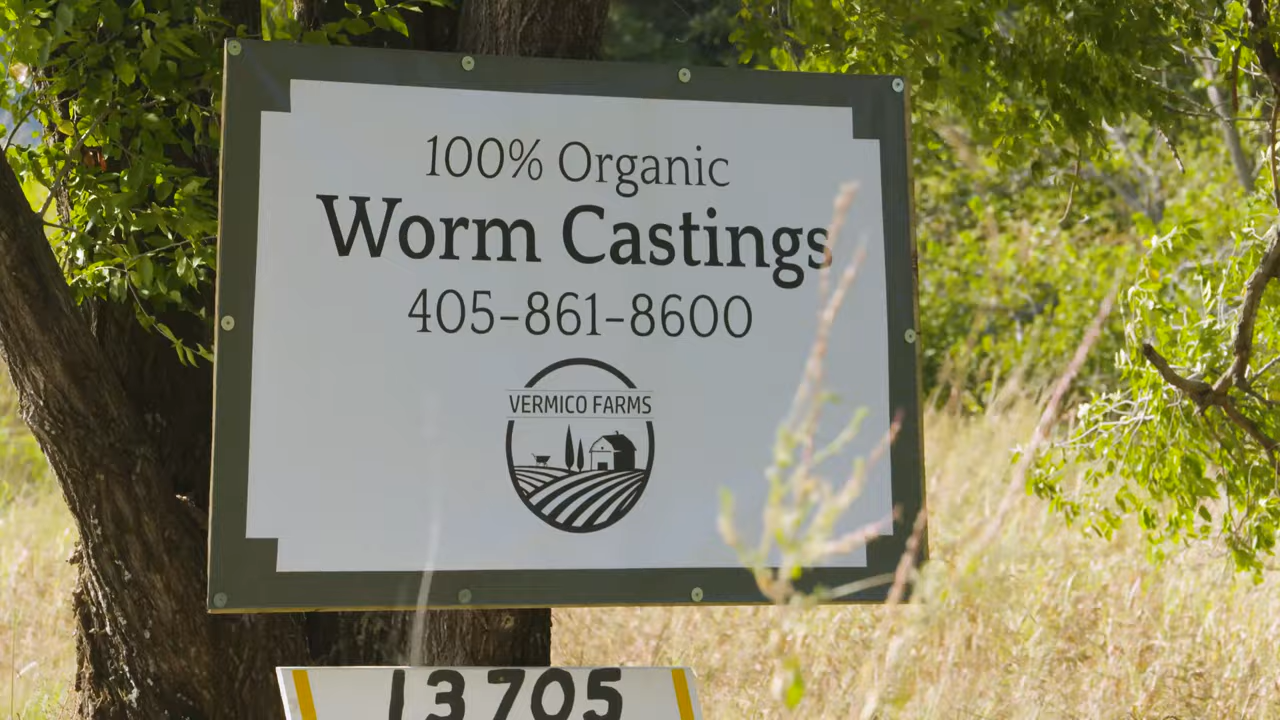 100% Organic
Worm Castings
405-861-8600
VERMICO FARMS
13705